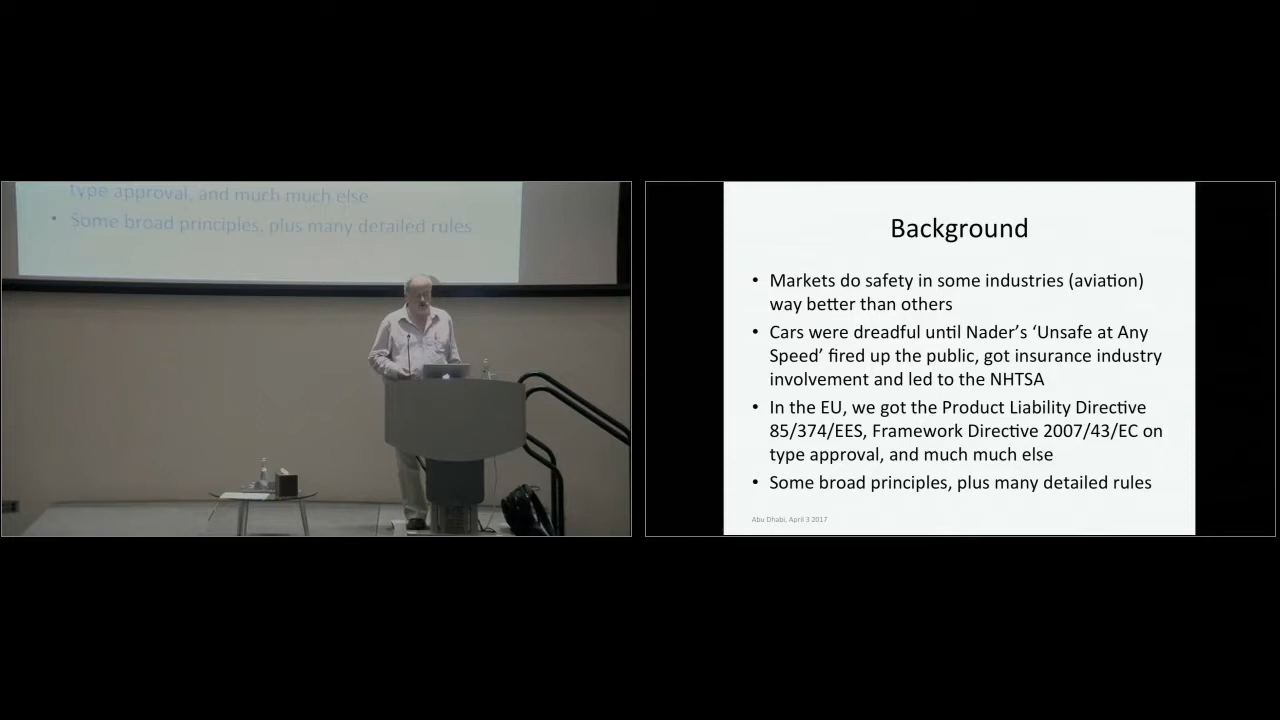 type approval, and much much else
• Some broad principles, plus many detailed rules
Background
• Markets do safety in some industries (aviation)
way better than others
• Cars were dreadful until Nader's ‘Unsafe at Any
Speed’ fired up the public, got insurance industry
involvement and led to the NHTSA
• In the EU, we got the Product Liability Directive
85/374/EES, Framework Directive 2007/43/EC on
type approval, and much much else
• Some broad principles, plus many detailed rules
Abu Dhabi, April 3 2017